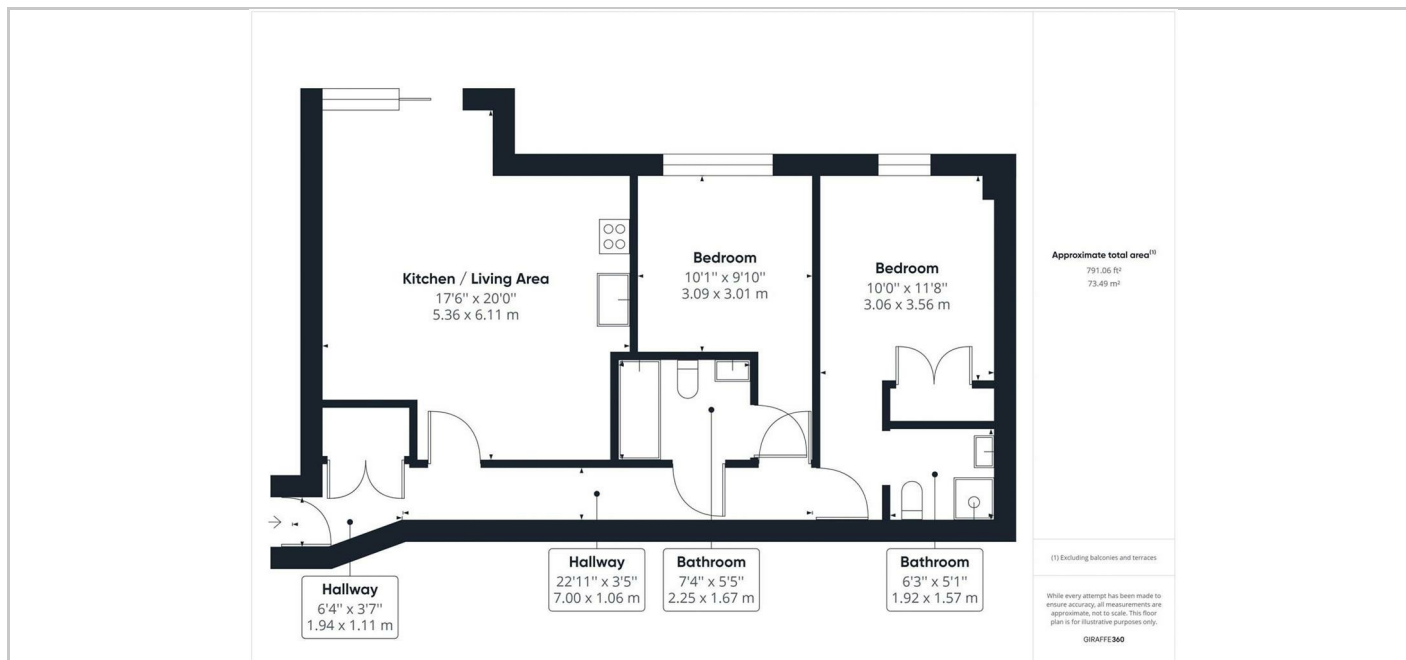 Kitchen / Living Area
17'6'' x 20'0''
5.36 x 6.11 m
Bedroom
10'1'' x 9'10''
3.09 x 3.01 m
Bedroom
10'0'' x 11'8''
3.06 x 3.56 m
Hallway
6'4'' x 3'7''
1.94 x 1.11 m
Hallway
22'11'' x 3'5''
7.00 x 1.06 m
Bathroom
7'4'' x 5'5''
2.25 x 1.67 m
Bathroom
6'3'' x 5'1''
1.92 x 1.57 m
Approximate total area(1)
791.06 ft²
73.49 m²
(1) Excluding balconies and terraces
While every attempt has been made to
ensure accuracy, all measurements are
approximate, not to scale. This floor
plan is for illustrative purposes only.
GIRAFFE360